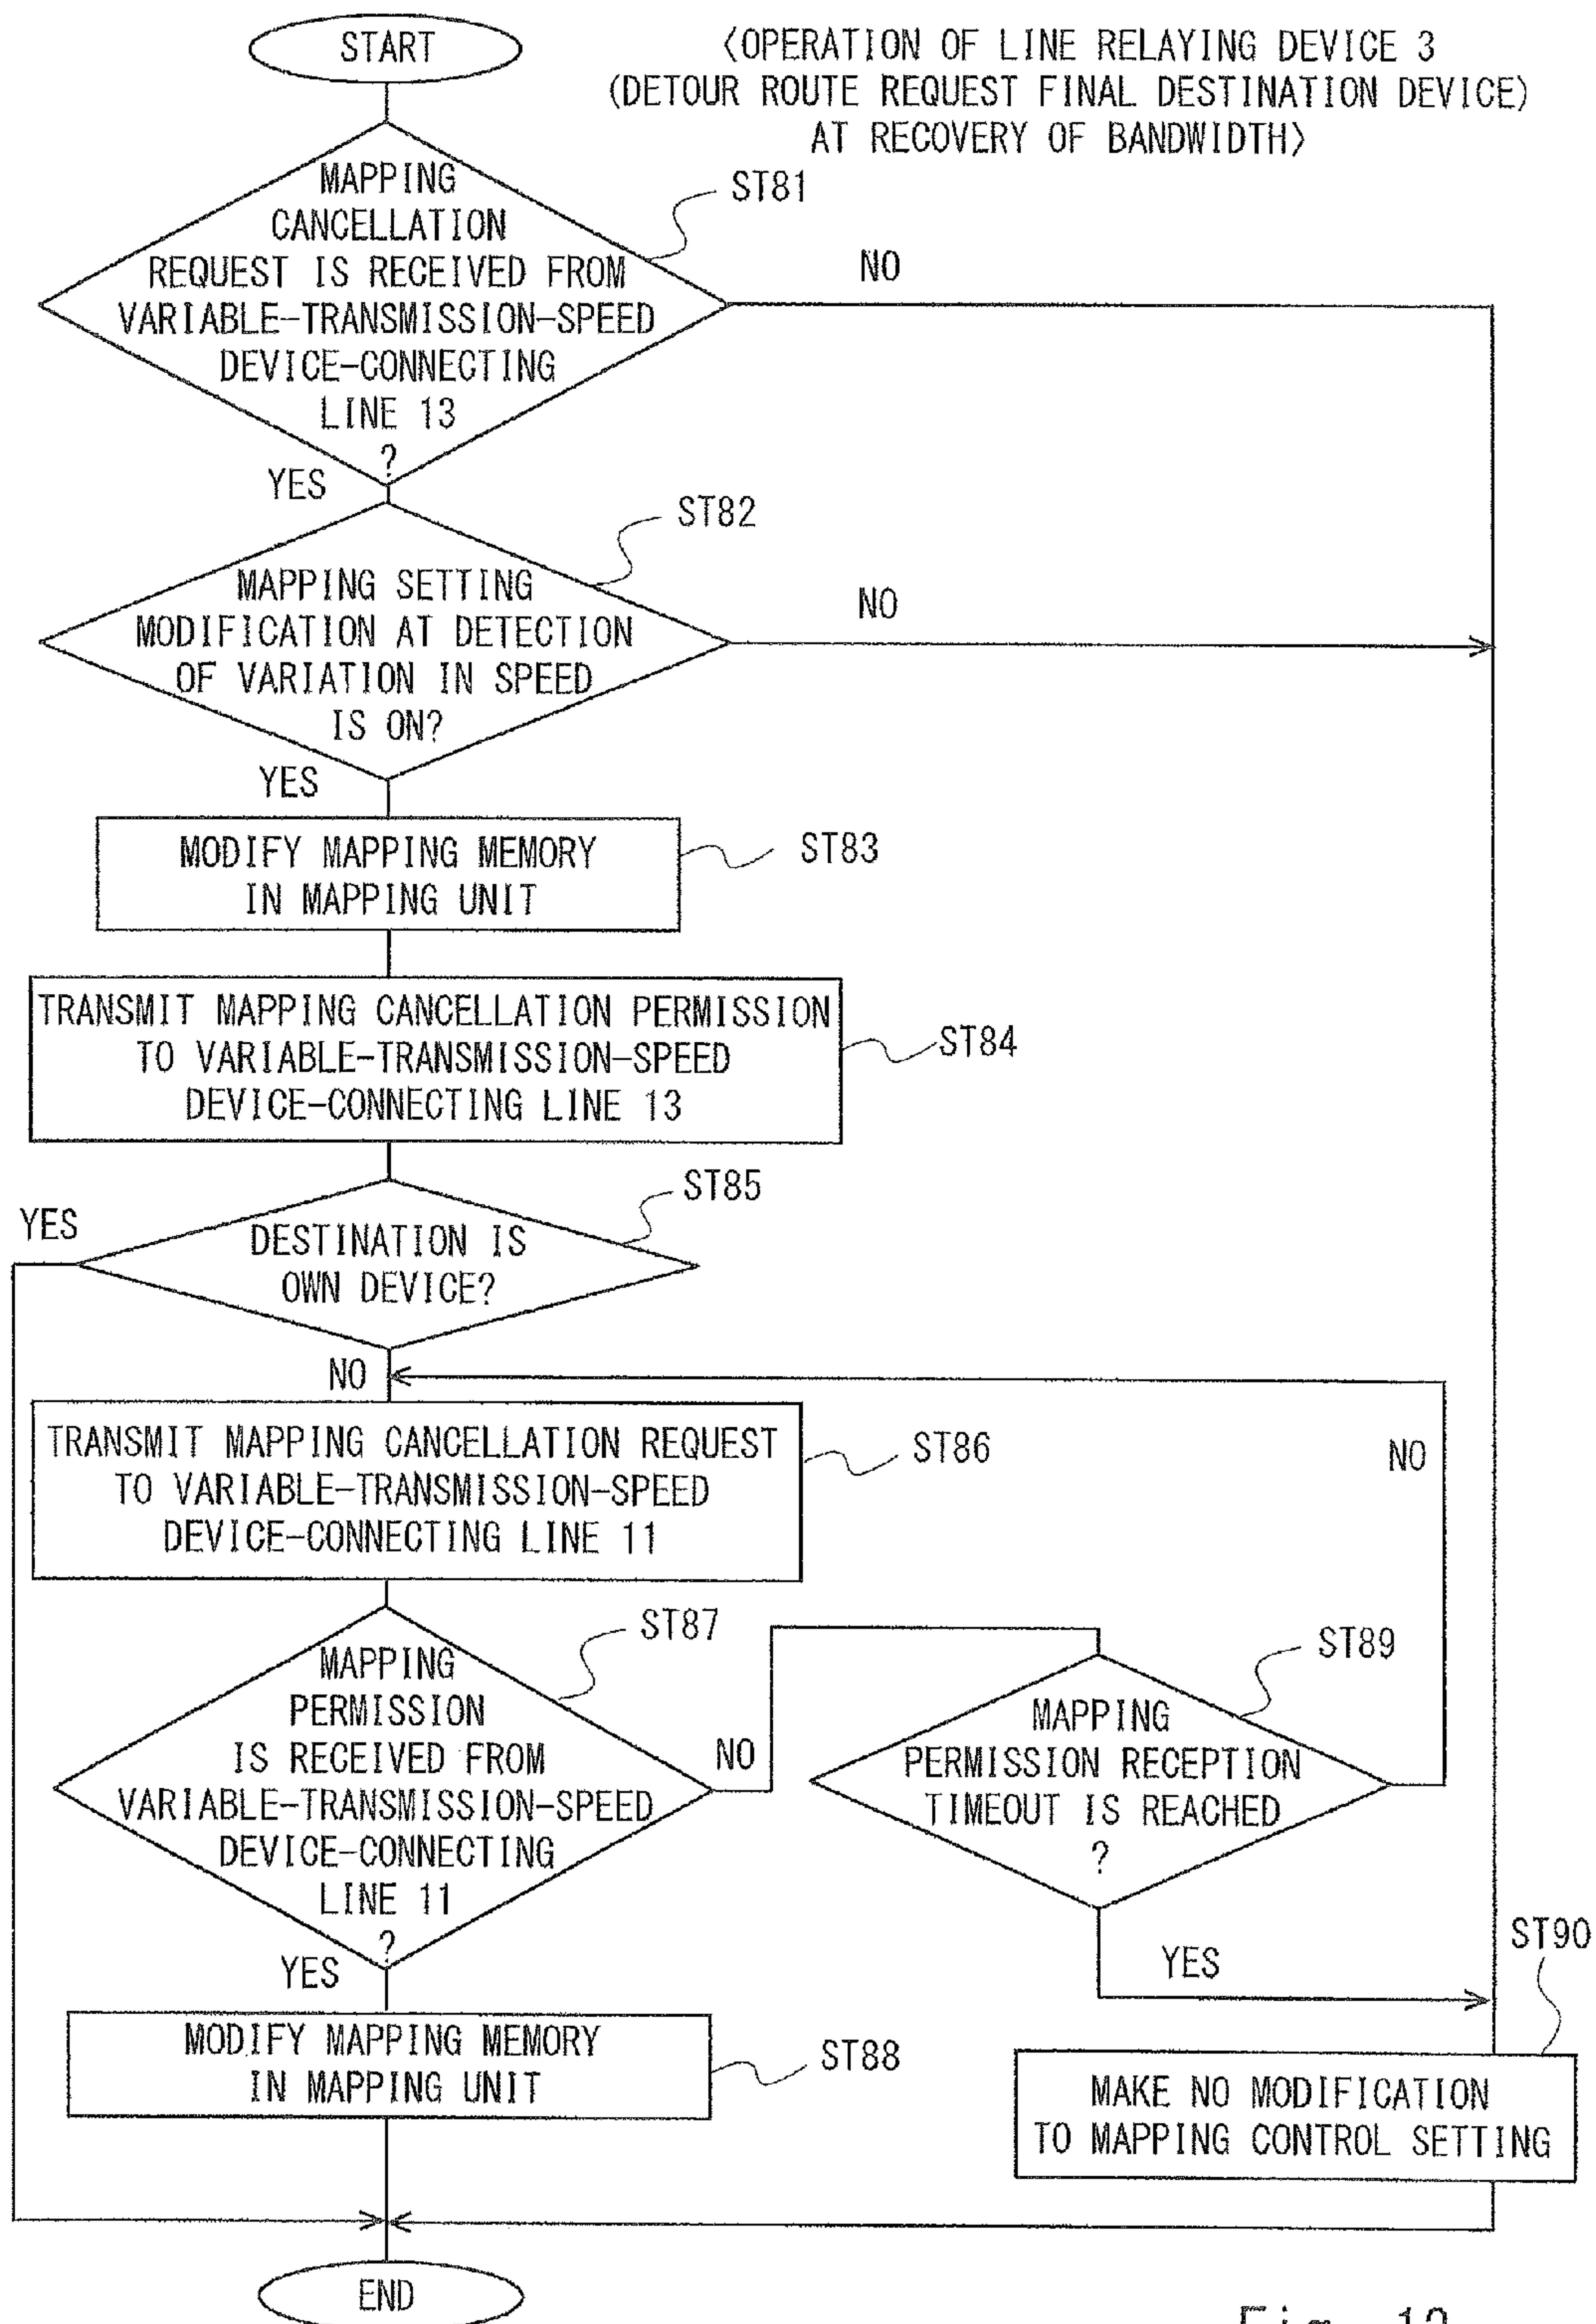 START
<OPERATION OF LINE RELAYING DEVICE 3
(DETOUR ROUTE REQUEST FINAL DESTINATION DEVICE)
AT RECOVERY OF BANDWIDTH>
MAPPING
CANCELLATION
REQUEST IS RECEIVED FROM
VARIABLE-TRANSMISSION-SPEED
DEVICE-CONNECTING
LINE 13
?
ST81
NO
YES
MAPPING SETTING
MODIFICATION AT DETECTION
OF VARIATION IN SPEED
IS ON?
ST82
NO
YES
MODIFY MAPPING MEMORY
IN MAPPING UNIT
ST83
TRANSMIT MAPPING CANCELLATION PERMISSION
TO VARIABLE-TRANSMISSION-SPEED
DEVICE-CONNECTING LINE 13
ST84
DESTINATION IS
OWN DEVICE?
ST85
YES
NO
TRANSMIT MAPPING CANCELLATION REQUEST
TO VARIABLE-TRANSMISSION-SPEED
DEVICE-CONNECTING LINE 11
ST86
NO
MAPPING
PERMISSION
IS RECEIVED FROM
VARIABLE-TRANSMISSION-SPEED
DEVICE-CONNECTING
LINE 11
?
ST87
NO
YES
MAPPING
PERMISSION RECEPTION
TIMEOUT IS REACHED
?
ST89
YES
MODIFY MAPPING MEMORY
IN MAPPING UNIT
ST88
ST90
MAKE NO MODIFICATION
TO MAPPING CONTROL SETTING
END